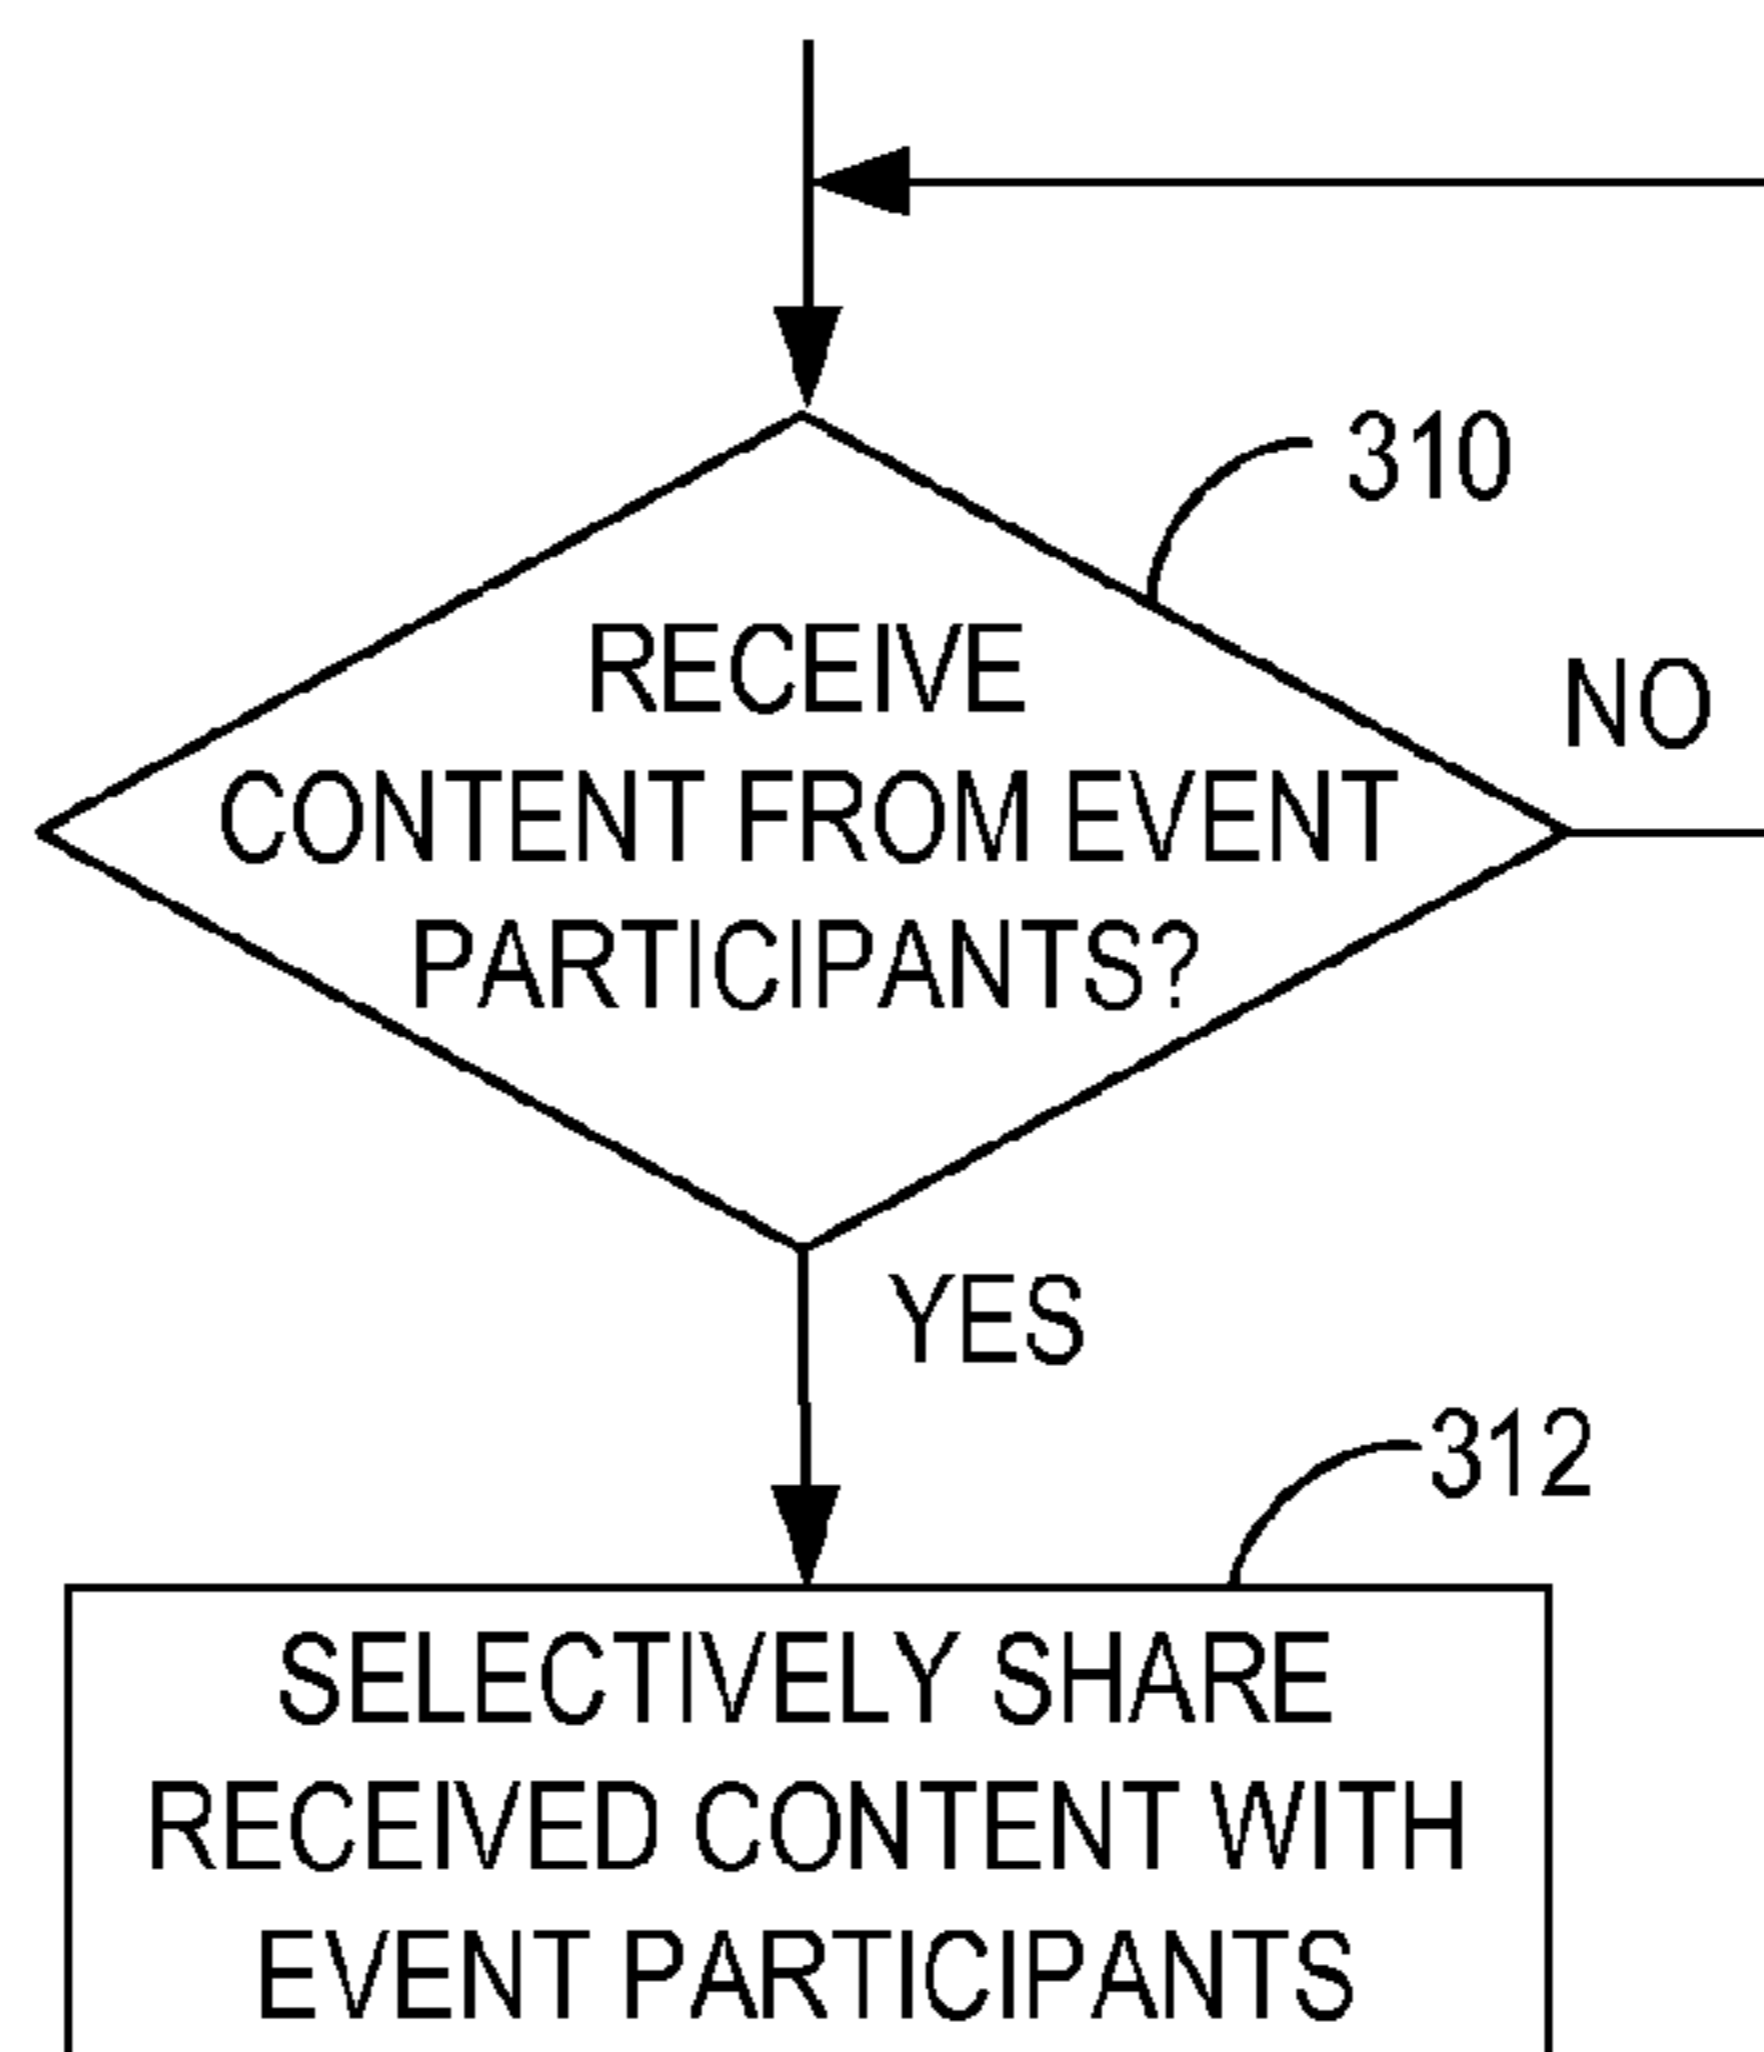 310
RECEIVE
CONTENT FROM EVENT
PARTICIPANTS?
NO
YES
312
SELECTIVELY SHARE
RECEIVED CONTENT WITH
EVENT PARTICIPANTS